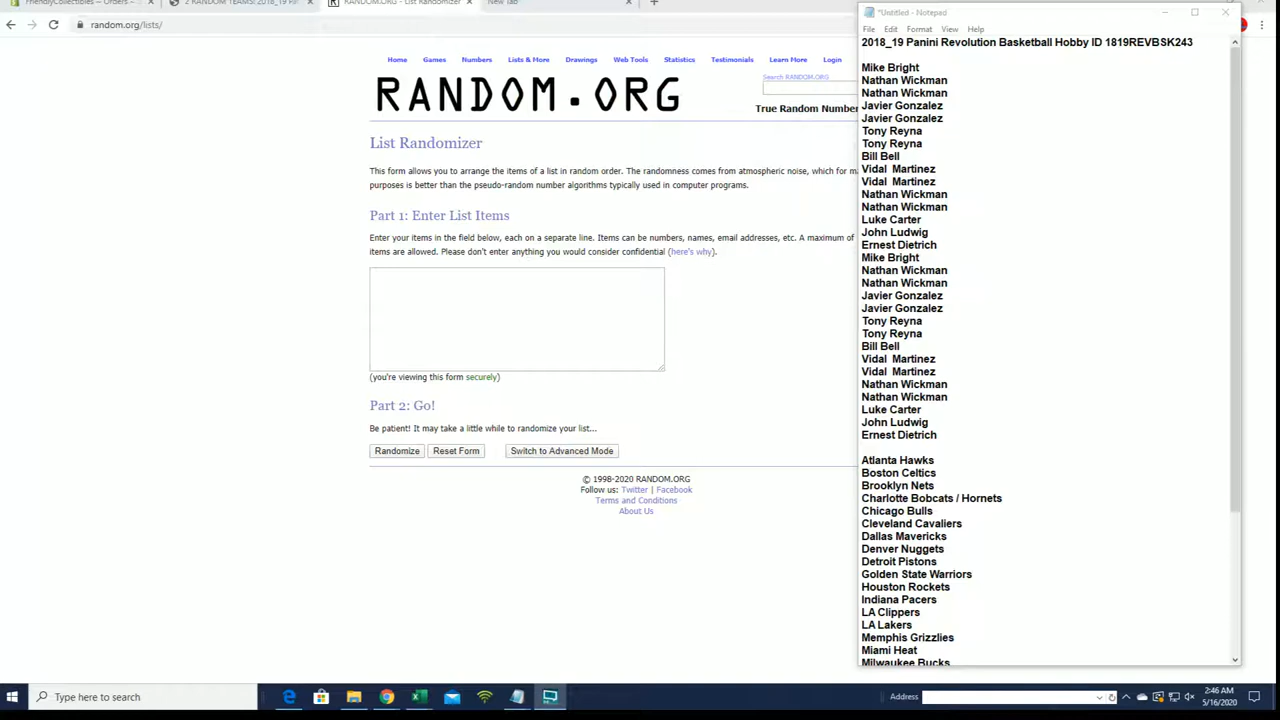 FriendlyCollectibles – Orders –
2 RANDOM TEAMS! 2018_19 Pa
RANDOM.ORG - List Randomizer
New Tab
random.org/lists/
Home Games Numbers Lists & More Drawings Web Tools Statistics Testimonials Learn More Login
Search RANDOM.ORG
RANDOM.ORG
True Random Number
List Randomizer
This form allows you to arrange the items of a list in random order. The randomness comes from atmospheric noise, which for m
purposes is better than the pseudo-random number algorithms typically used in computer programs.
Part 1: Enter List Items
Enter your items in the field below, each on a separate line. Items can be numbers, names, email addresses, etc. A maximum of
items are allowed. Please don't enter anything you would consider confidential (here's why).
(you're viewing this form securely)
Part 2: Go!
Be patient! It may take a little while to randomize your list...
Randomize Reset Form Switch to Advanced Mode
© 1998-2020 RANDOM.ORG
Follow us: Twitter | Facebook
Terms and Conditions
About Us
*Untitled - Notepad
File Edit Format View Help
2018_19 Panini Revolution Basketball Hobby ID 1819REVBSK243
Mike Bright
Nathan Wickman
Nathan Wickman
Javier Gonzalez
Javier Gonzalez
Tony Reyna
Tony Reyna
Bill Bell
Vidal Martinez
Vidal Martinez
Nathan Wickman
Nathan Wickman
Luke Carter
John Ludwig
Ernest Dietrich
Mike Bright
Nathan Wickman
Nathan Wickman
Javier Gonzalez
Javier Gonzalez
Tony Reyna
Tony Reyna
Bill Bell
Vidal Martinez
Vidal Martinez
Nathan Wickman
Nathan Wickman
Luke Carter
John Ludwig
Ernest Dietrich
Atlanta Hawks
Boston Celtics
Brooklyn Nets
Charlotte Bobcats / Hornets
Chicago Bulls
Cleveland Cavaliers
Dallas Mavericks
Denver Nuggets
Detroit Pistons
Golden State Warriors
Houston Rockets
Indiana Pacers
LA Clippers
LA Lakers
Memphis Grizzlies
Miami Heat
Milwaukee Bucks
Type here to search
Address
2:46 AM
5/16/2020